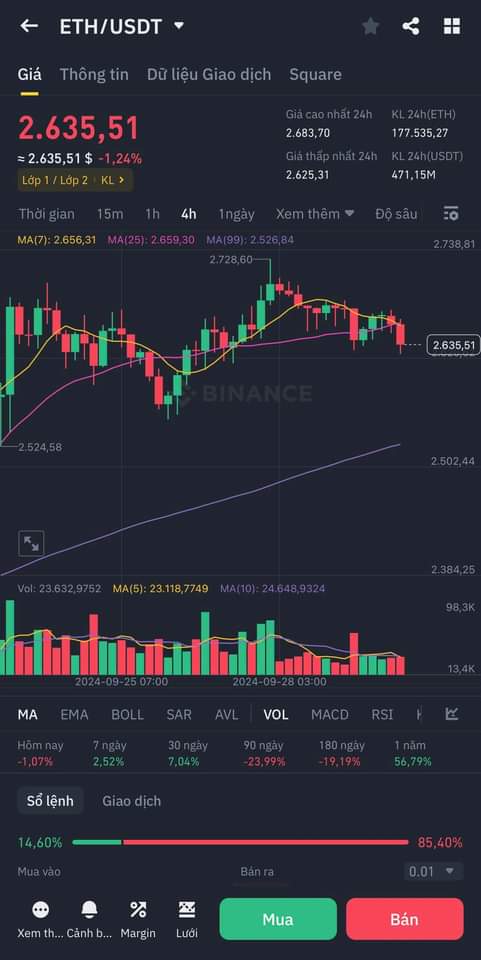 ETH/USDT
Giá Thông tin Dữ liệu Giao dịch Square
2.635,51
≈ 2.635,51 $ -1,24%
Lớp 1 / Lớp 2 · KL >
Giá cao nhất 24h KL 24h(ETH)
2.683,70 177.535,27
Giá thấp nhất 24h KL 24h(USDT)
2.625,31 471,15M
Thời gian 15m 1h 4h 1ngày Xem thêm Độ sâu
MA(7): 2.656,31 MA(25): 2.659,30 MA(99): 2.526,84
2.738,81
2.728,60
2.635,51
BINANCE
2.524,58
2.502,44
2.384,25
Vol: 23.632,9752 MA(5): 23.118,7749 MA(10): 24.648,9324
98,3K
13,4K
2024-09-25 07:00 2024-09-28 03:00
MA EMA BOLL SAR AVL VOL MACD RSI
Hôm nay 7 ngày 30 ngày 90 ngày 180 ngày 1 năm
-1,07% 2,52% 7,04% -23,99% -19,19% 56,79%
Sổ lệnh Giao dịch
14,60% 85,40%
Mua vào Bán ra 0.01
Xem th... Cảnh b... Margin Lưới Mua Bán